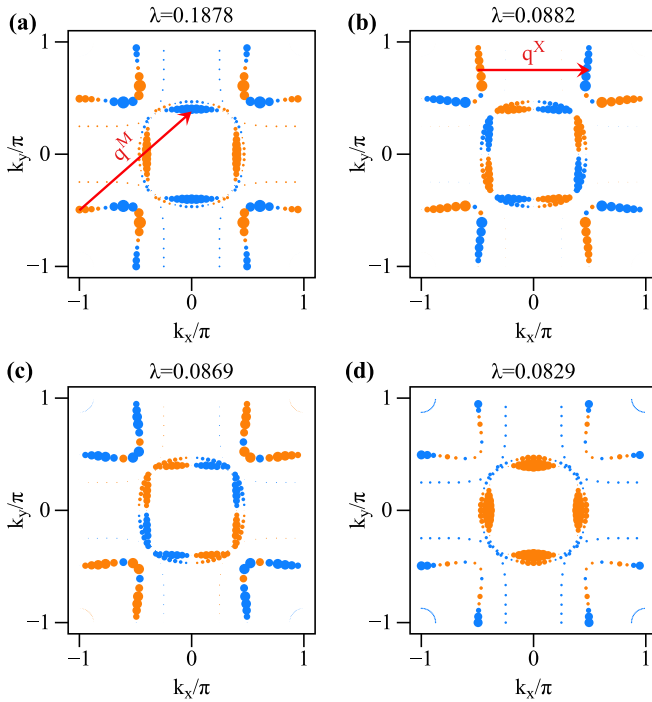 (a) λ=0.1878
(b) λ=0.0882
1
0
−1
k_y/π
q^M
−1 0 1
k_x/π
1
0
−1
k_y/π
q^X
−1 0 1
k_x/π
(c) λ=0.0869
(d) λ=0.0829
1
0
−1
k_y/π
−1 0 1
k_x/π
1
0
−1
k_y/π
−1 0 1
k_x/π